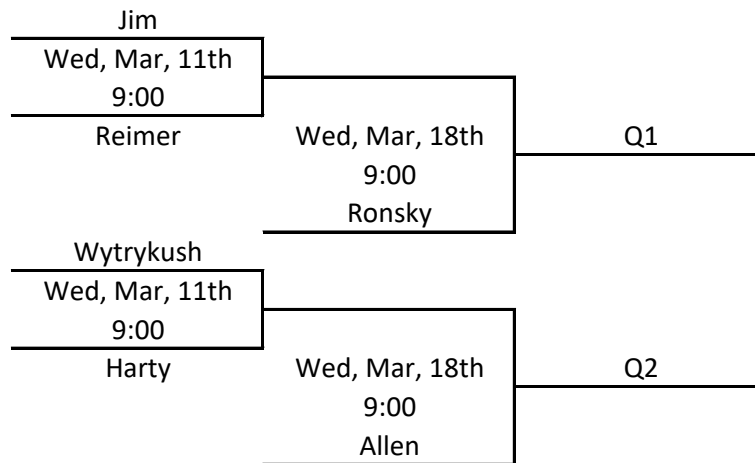 Jim
Wed, Mar, 11th
9:00
Reimer
Wed, Mar, 18th
Q1
9:00
Ronsky
Wytrykush
Wed, Mar, 11th
9:00
Harty
Wed, Mar, 18th
Q2
9:00
Allen